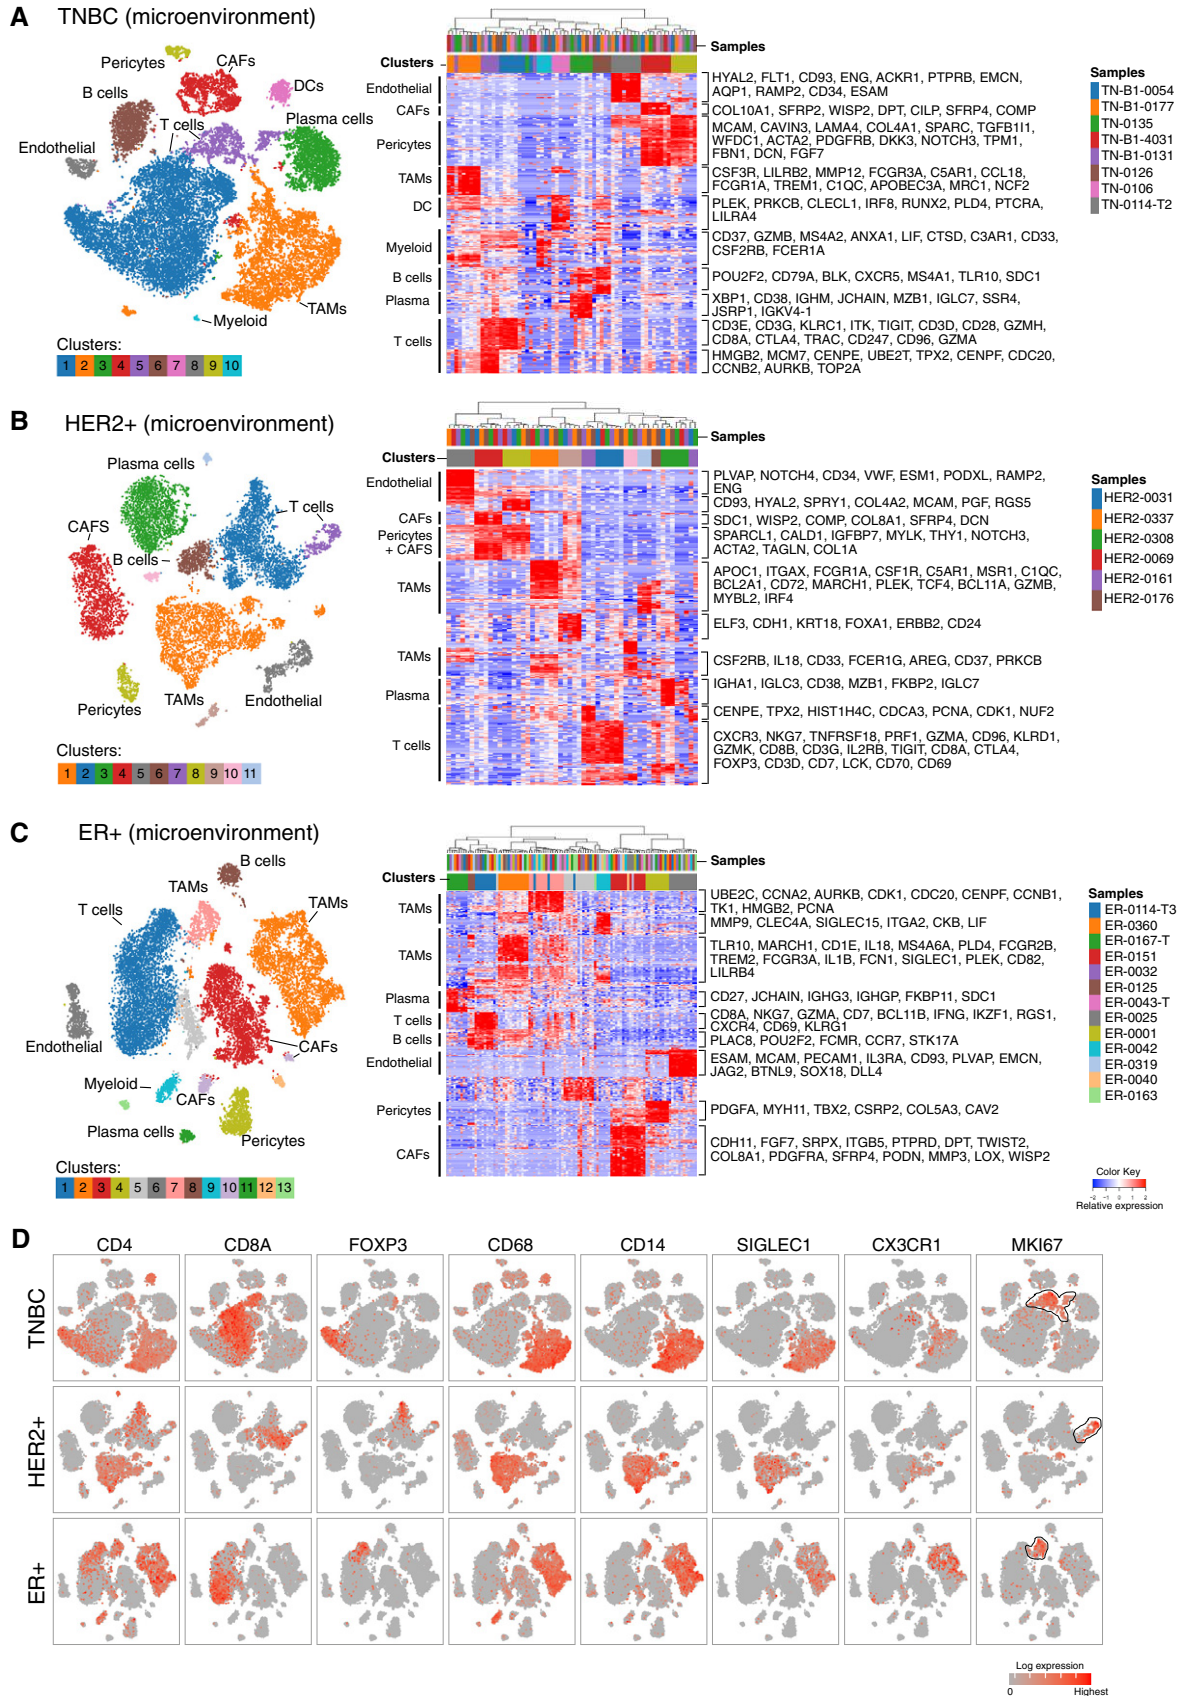 A TNBC (microenvironment)
Pericytes
CAFs
DCs
B cells
T cells
Plasma cells
Endothelial
TAMs
Myeloid
Clusters:
1 2 3 4 5 6 7 8 9 10
Samples
Clusters
Endothelial
CAFs
Pericytes
TAMs
DC
Myeloid
B cells
Plasma
T cells
HYAL2, FLT1, CD93, ENG, ACKR1, PTPRB, EMCN,
AQP1, RAMP2, CD34, ESAM
COL10A1, SFRP2, WISP2, DPT, CILP, SFRP4, COMP
MCAM, CAVIN3, LAMA4, COL4A1, SPARC, TGFB1I1,
WFDC1, ACTA2, PDGFRB, DKK3, NOTCH3, TPM1,
FBN1, DCN, FGF7
CSF3R, LILRB2, MMP12, FCGR3A, C5AR1, CCL18,
FCGR1A, TREM1, C1QC, APOBEC3A, MRC1, NCF2
PLEK, PRKCB, CLECL1, IRF8, RUNX2, PLD4, PTCRA,
LILRA4
CD37, GZMB, MS4A2, ANXA1, LIF, CTSD, C3AR1, CD33,
CSF2RB, FCER1A
POU2F2, CD79A, BLK, CXCR5, MS4A1, TLR10, SDC1
XBP1, CD38, IGHM, JCHAIN, MZB1, IGLC7, SSR4,
JSRP1, IGKV4-1
CD3E, CD3G, KLRC1, ITK, TIGIT, CD3D, CD28, GZMH,
CD8A, CTLA4, TRAC, CD247, CD96, GZMA
HMGB2, MCM7, CENPE, UBE2T, TPX2, CENPF, CDC20,
CCNB2, AURKB, TOP2A
Samples
TN-B1-0054
TN-B1-0177
TN-0135
TN-B1-4031
TN-B1-0131
TN-0126
TN-0106
TN-0114-T2
B HER2+ (microenvironment)
Plasma cells
T cells
CAFS
B cells
TAMs
Endothelial
Pericytes
Clusters:
1 2 3 4 5 6 7 8 9 10 11
Samples
Clusters
Endothelial
CAFs
Pericytes
+ CAFS
TAMs
TAMs
Plasma
T cells
PLVAP, NOTCH4, CD34, VWF, ESM1, PODXL, RAMP2,
ENG
CD93, HYAL2, SPRY1, COL4A2, MCAM, PGF, RGS5
SDC1, WISP2, COMP, COL8A1, SFRP4, DCN
SPARCL1, CALD1, IGFBP7, MYLK, THY1, NOTCH3,
ACTA2, TAGLN, COL1A
APOC1, ITGAX, FCGR1A, CSF1R, C5AR1, MSR1, C1QC,
BCL2A1, CD72, MARCH1, PLEK, TCF4, BCL11A, GZMB,
MYBL2, IRF4
ELF3, CDH1, KRT18, FOXA1, ERBB2, CD24
CSF2RB, IL18, CD33, FCER1G, AREG, CD37, PRKCB
IGHA1, IGLC3, CD38, MZB1, FKBP2, IGLC7
CENPE, TPX2, HIST1H4C, CDCA3, PCNA, CDK1, NUF2
CXCR3, NKG7, TNFRSF18, PRF1, GZMA, CD96, KLRD1,
GZMK, CD8B, CD3G, IL2RB, TIGIT, CD8A, CTLA4,
FOXP3, CD3D, CD7, LCK, CD70, CD69
Samples
HER2-0031
HER2-0337
HER2-0308
HER2-0069
HER2-0161
HER2-0176
C ER+ (microenvironment)
B cells
TAMs
T cells
TAMs
Endothelial
CAFs
Myeloid
CAFs
Plasma cells
Pericytes
Clusters:
1 2 3 4 5 6 7 8 9 10 11 12 13
Samples
Clusters
TAMs
TAMs
Plasma
T cells
B cells
Endothelial
Pericytes
CAFs
UBE2C, CCNA2, AURKB, CDK1, CDC20, CENPF, CCNB1,
TK1, HMGB2, PCNA
MMP9, CLEC4A, SIGLEC15, ITGA2, CKB, LIF
TLR10, MARCH1, CD1E, IL18, MS4A6A, PLD4, FCGR2B,
TREM2, FCGR3A, IL1B, FCN1, SIGLEC1, PLEK, CD82,
LILRB4
CD27, JCHAIN, IGHG3, IGHGP, FKBP11, SDC1
CD8A, NKG7, GZMA, CD7, BCL11B, IFNG, IKZF1, RGS1,
CXCR4, CD69, KLRG1
PLAC8, POU2F2, FCMR, CCR7, STK17A
ESAM, MCAM, PECAM1, IL3RA, CD93, PLVAP, EMCN,
JAG2, BTNL9, SOX18, DLL4
PDGFA, MYH11, TBX2, CSRP2, COL5A3, CAV2
CDH11, FGF7, SRPX, ITGB5, PTPRD, DPT, TWIST2,
COL8A1, PDGFRA, SFRP4, PODN, MMP3, LOX, WISP2
Samples
ER-0114-T3
ER-0360
ER-0167-T
ER-0151
ER-0032
ER-0125
ER-0043-T
ER-0025
ER-0001
ER-0042
ER-0319
ER-0040
ER-0163
Color Key
-2 -1 0 1 2
Relative expression
D
CD4 CD8A FOXP3 CD68 CD14 SIGLEC1 CX3CR1 MKI67
TNBC
HER2+
ER+
Log expression
0 Highest